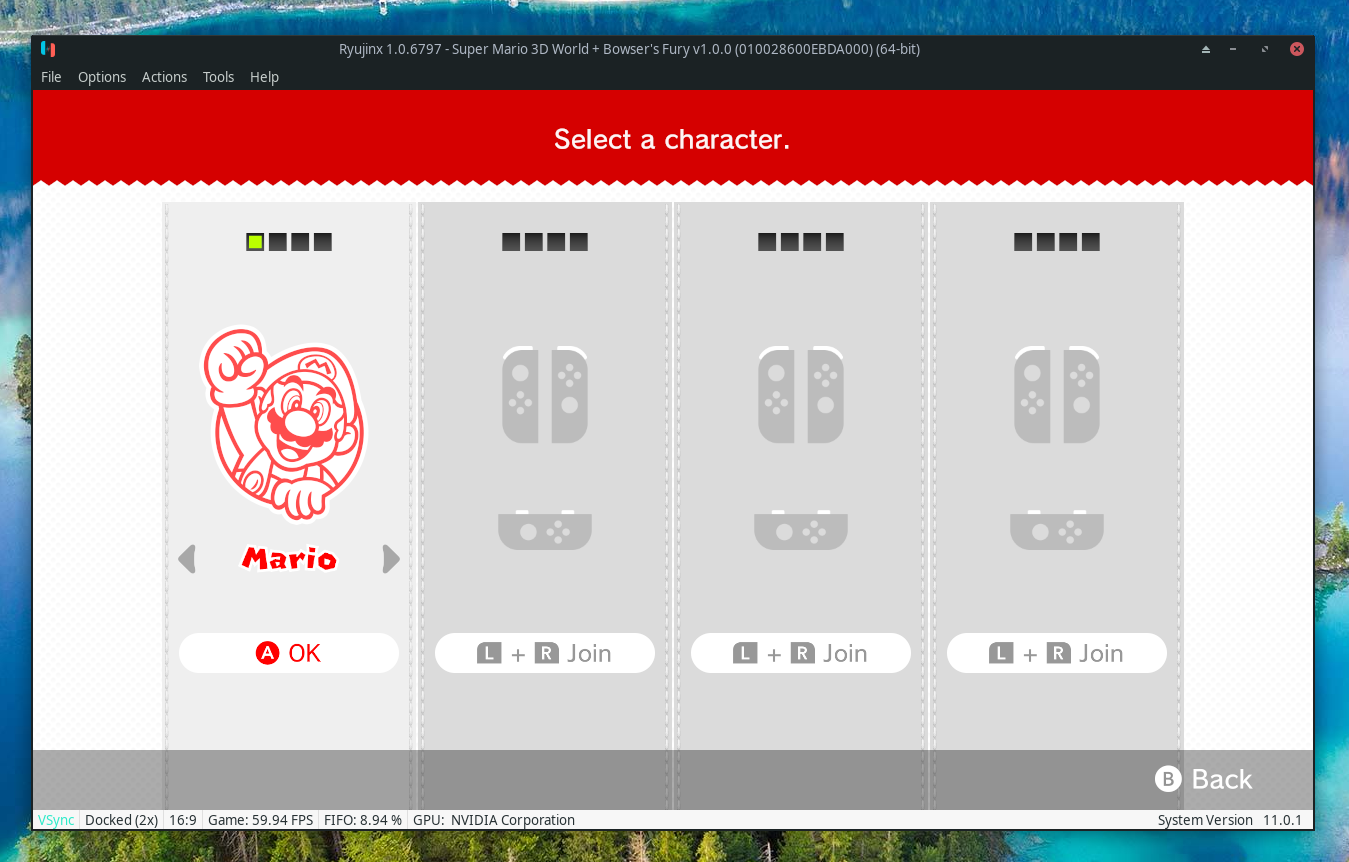 Ryujinx 1.0.6797 - Super Mario 3D World + Bowser's Fury v1.0.0 (010028600EBDA000) (64-bit)
File Options Actions Tools Help
Select a character.
Mario
A OK
L + R Join
L + R Join
L + R Join
B Back
VSync Docked (2x) 16:9 Game: 59.94 FPS FIFO: 8.94 % GPU: NVIDIA Corporation System Version 11.0.1